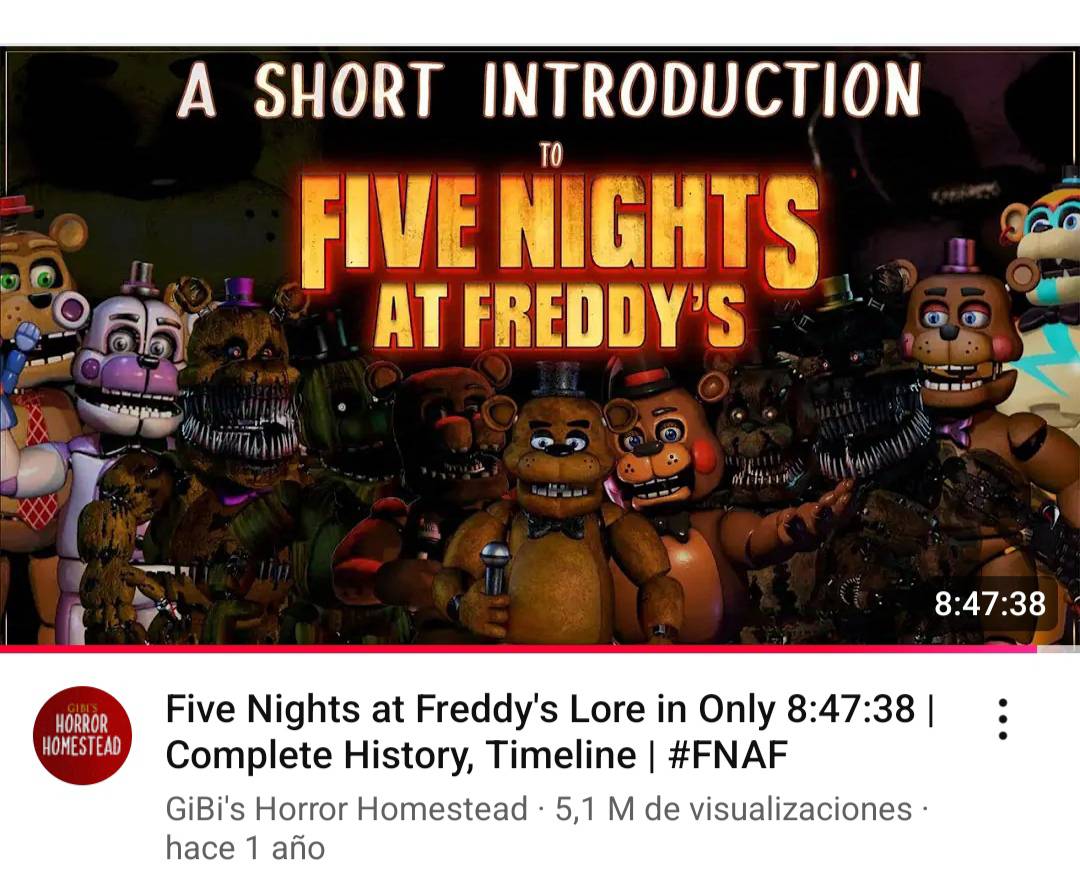 A SHORT INTRODUCTION
TO
FIVE NIGHTS
AT FREDDY'S
8:47:38
GIBI'S
HORROR
HOMESTEAD
Five Nights at Freddy's Lore in Only 8:47:38 |
Complete History, Timeline | #FNAF
GiBi's Horror Homestead · 5,1 M de visualizaciones ·
hace 1 año